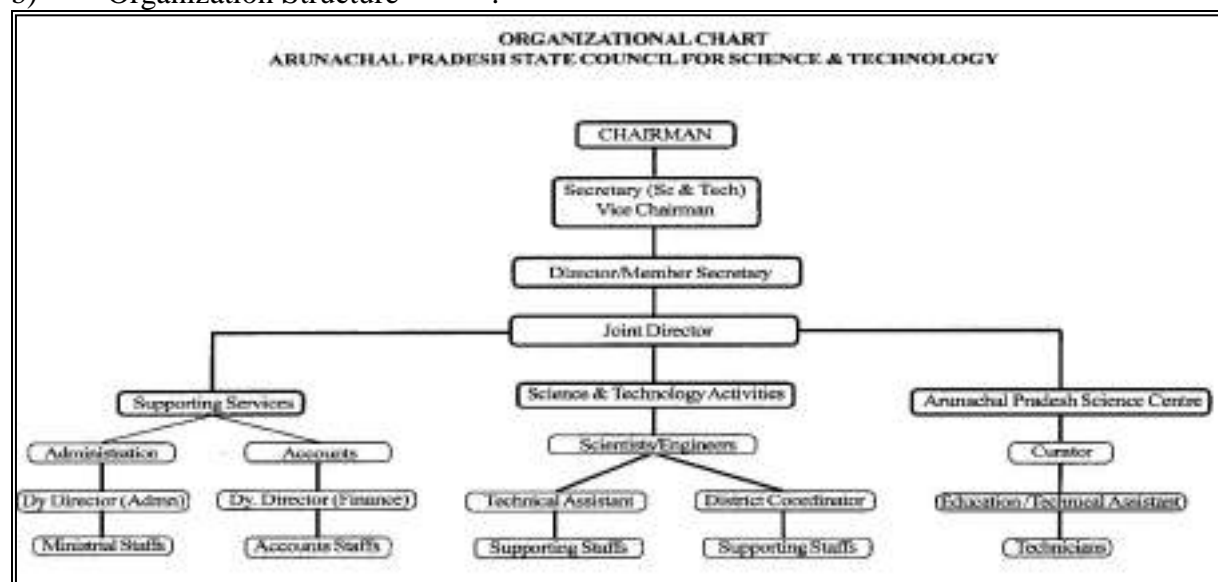 b) Organization Structure :
ORGANIZATIONAL CHART
ARUNACHAL PRADESH STATE COUNCIL FOR SCIENCE & TECHNOLOGY
CHAIRMAN
Secretary (Sc & Tech)
Vice Chairman
Director/Member Secretary
Joint Director
Supporting Services
Science & Technology Activities
Arunachal Pradesh Science Centre
Administration
Accounts
Scientists/Engineers
Curator
Dy Director (Admn)
Dy. Director (Finance)
Technical Assistant
District Coordinator
Education/Technical Assistant
Ministrial Staffs
Accounts Staffs
Supporting Staffs
Supporting Staffs
Technicians